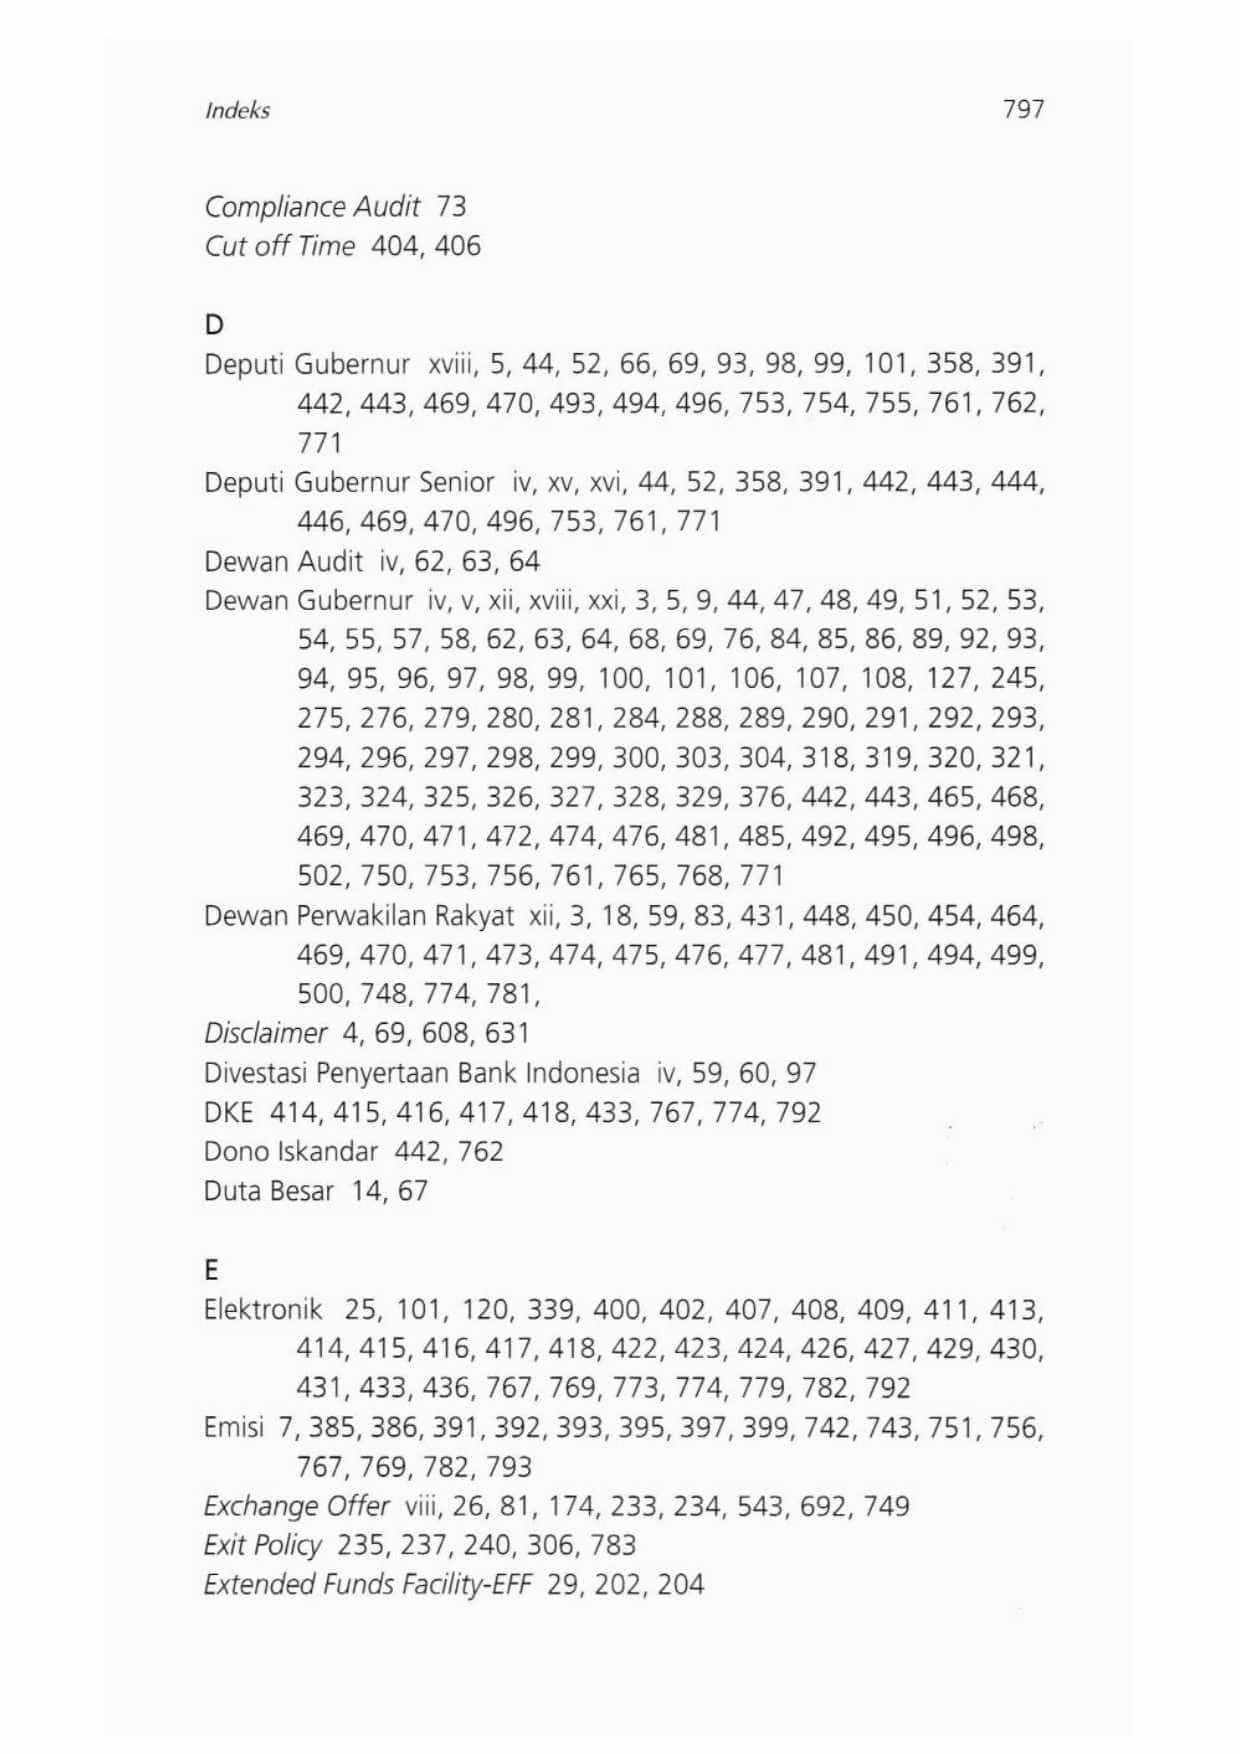 Indeks 797
Compliance Audit 73
Cut off Time 404, 406
D
Deputi Gubernur xviii, 5, 44, 52, 66, 69, 93, 98, 99, 101, 358, 391,
442, 443, 469, 470, 493, 494, 496, 753, 754, 755, 761, 762,
771
Deputi Gubernur Senior iv, xv, xvi, 44, 52, 358, 391, 442, 443, 444,
446, 469, 470, 496, 753, 761, 771
Dewan Audit iv, 62, 63, 64
Dewan Gubernur iv, v, xii, xviii, xxi, 3, 5, 9, 44, 47, 48, 49, 51, 52, 53,
54, 55, 57, 58, 62, 63, 64, 68, 69, 76, 84, 85, 86, 89, 92, 93,
94, 95, 96, 97, 98, 99, 100, 101, 106, 107, 108, 127, 245,
275, 276, 279, 280, 281, 284, 288, 289, 290, 291, 292, 293,
294, 296, 297, 298, 299, 300, 303, 304, 318, 319, 320, 321,
323, 324, 325, 326, 327, 328, 329, 376, 442, 443, 465, 468,
469, 470, 471, 472, 474, 476, 481, 485, 492, 495, 496, 498,
502, 750, 753, 756, 761, 765, 768, 771
Dewan Perwakilan Rakyat xii, 3, 18, 59, 83, 431, 448, 450, 454, 464,
469, 470, 471, 473, 474, 475, 476, 477, 481, 491, 494, 499,
500, 748, 774, 781,
Disclaimer 4, 69, 608, 631
Divestasi Penyertaan Bank Indonesia iv, 59, 60, 97
DKE 414, 415, 416, 417, 418, 433, 767, 774, 792
Dono Iskandar 442, 762
Duta Besar 14, 67
E
Elektronik 25, 101, 120, 339, 400, 402, 407, 408, 409, 411, 413,
414, 415, 416, 417, 418, 422, 423, 424, 426, 427, 429, 430,
431, 433, 436, 767, 769, 773, 774, 779, 782, 792
Emisi 7, 385, 386, 391, 392, 393, 395, 397, 399, 742, 743, 751, 756,
767, 769, 782, 793
Exchange Offer viii, 26, 81, 174, 233, 234, 543, 692, 749
Exit Policy 235, 237, 240, 306, 783
Extended Funds Facility-EFF 29, 202, 204